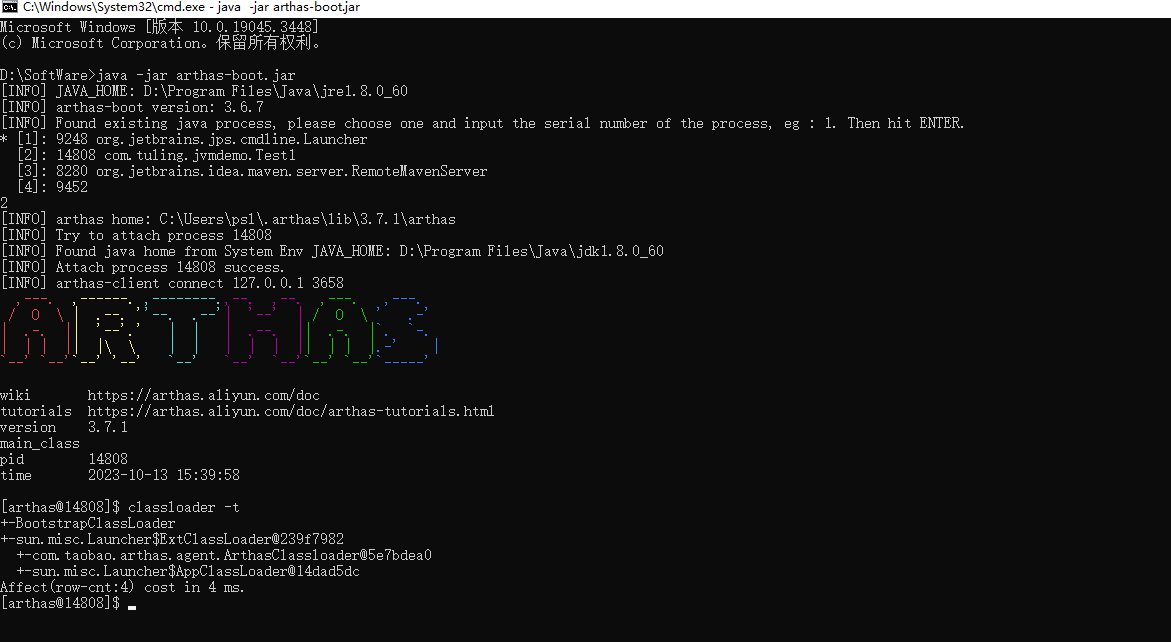 C:\Windows\System32\cmd.exe - java  -jar arthas-boot.jar
Microsoft Windows [版本 10.0.19045.3448]
(c) Microsoft Corporation。保留所有权利。
D:\SoftWare>java -jar arthas-boot.jar
[INFO] JAVA_HOME: D:\Program Files\Java\jre1.8.0_60
[INFO] arthas-boot version: 3.6.7
[INFO] Found existing java process, please choose one and input the serial number of the process, eg : 1. Then hit ENTER.
* [1]: 9248 org.jetbrains.jps.cmdline.Launcher
  [2]: 14808 com.tuling.jvmdemo.Test1
  [3]: 8280 org.jetbrains.idea.maven.server.RemoteMavenServer
  [4]: 9452
2
[INFO] arthas home: C:\Users\ps1\.arthas\lib\3.7.1\arthas
[INFO] Try to attach process 14808
[INFO] Found java home from System Env JAVA_HOME: D:\Program Files\Java\jdk1.8.0_60
[INFO] Attach process 14808 success.
[INFO] arthas-client connect 127.0.0.1 3658
ARTHAS
wiki       https://arthas.aliyun.com/doc
tutorials  https://arthas.aliyun.com/doc/arthas-tutorials.html
version    3.7.1
main_class
pid        14808
time       2023-10-13 15:39:58
[arthas@14808]$ classloader -t
+-BootstrapClassLoader
+-sun.misc.Launcher$ExtClassLoader@239f7982
  +-com.taobao.arthas.agent.ArthasClassloader@5e7bdea0
  +-sun.misc.Launcher$AppClassLoader@14dad5dc
Affect(row-cnt:4) cost in 4 ms.
[arthas@14808]$